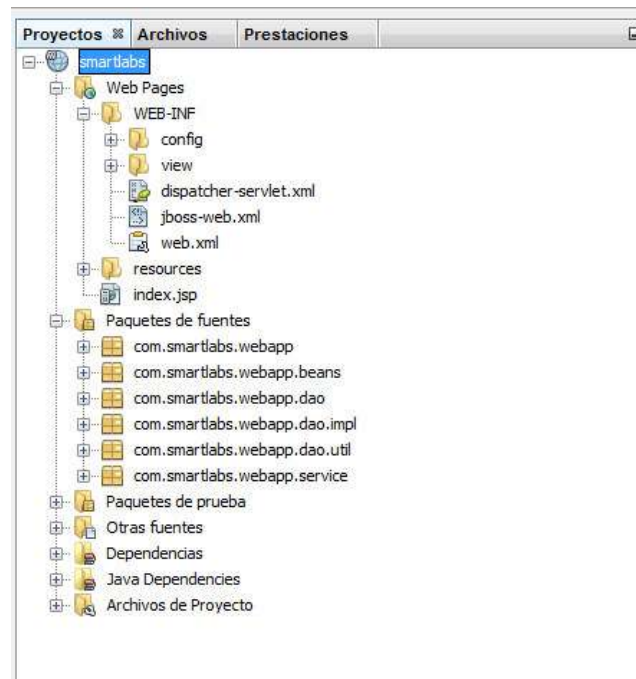 Proyectos Archivos Prestaciones
smartlabs
Web Pages
WEB-INF
config
view
dispatcher-servlet.xml
jboss-web.xml
web.xml
resources
index.jsp
Paquetes de fuentes
com.smartlabs.webapp
com.smartlabs.webapp.beans
com.smartlabs.webapp.dao
com.smartlabs.webapp.dao.impl
com.smartlabs.webapp.dao.util
com.smartlabs.webapp.service
Paquetes de prueba
Otras fuentes
Dependencias
Java Dependencies
Archivos de Proyecto